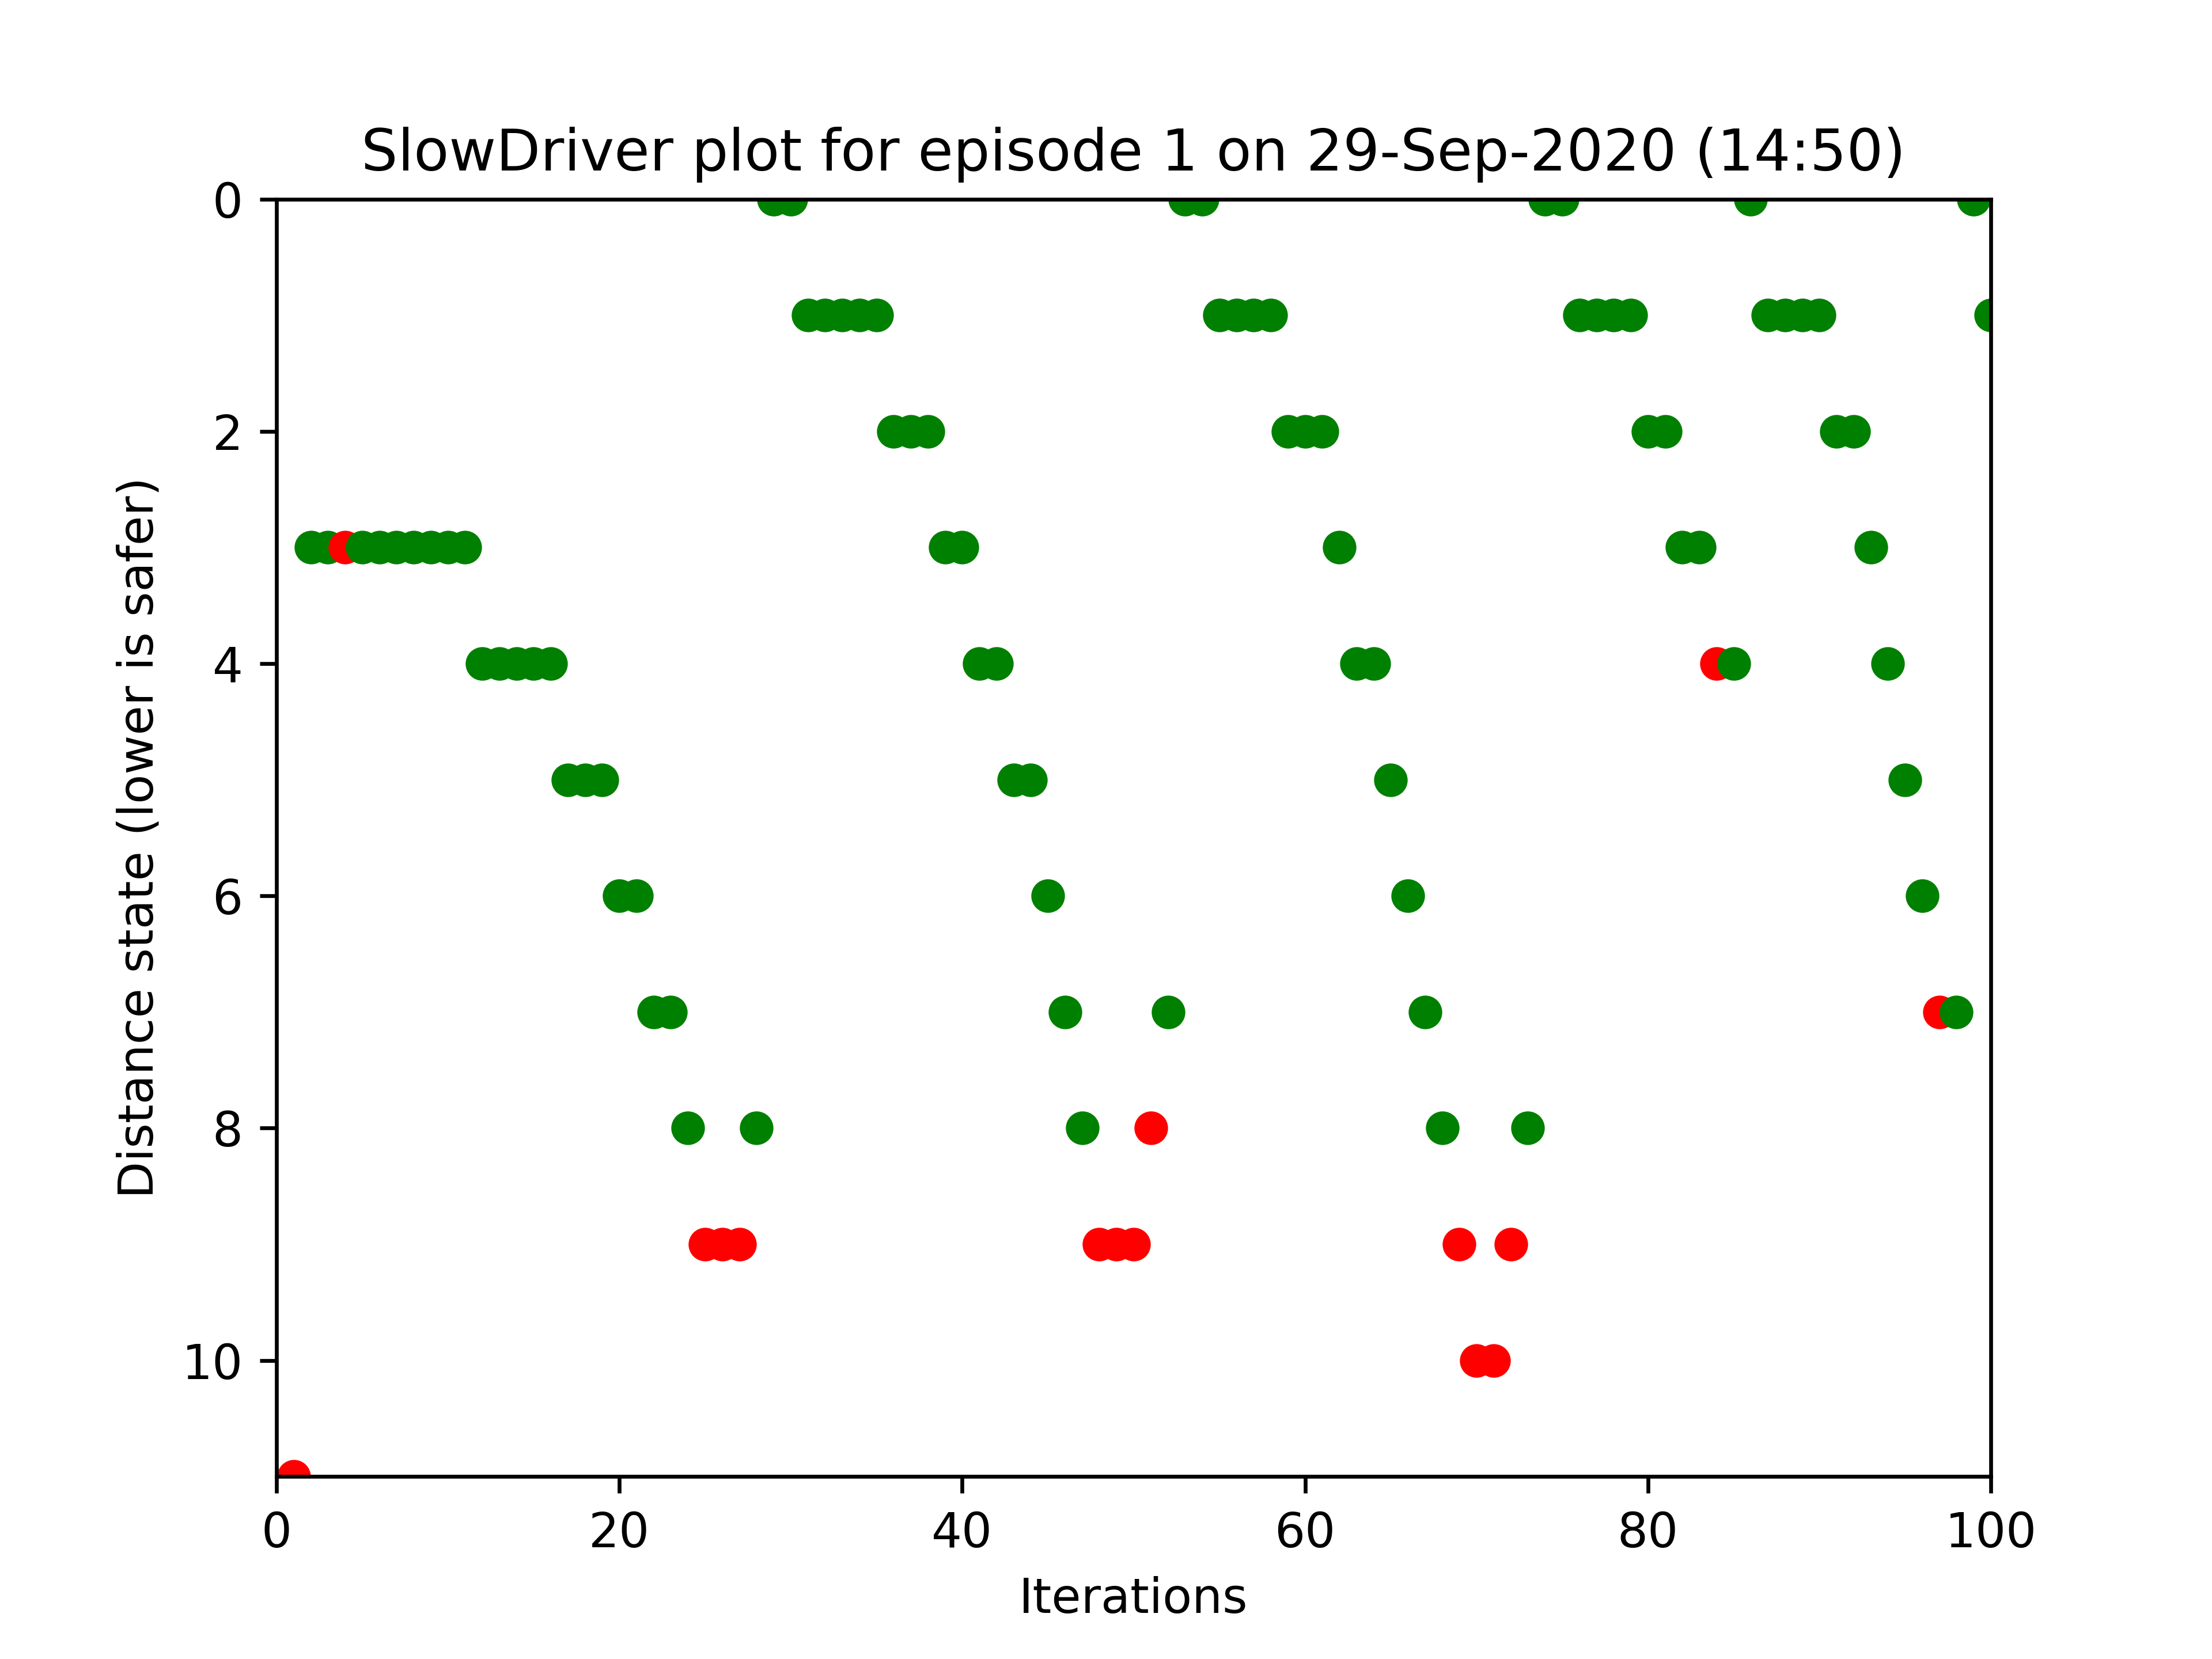 SlowDriver plot for episode 1 on 29-Sep-2020 (14:50)
0
2
4
6
8
10
Distance state (lower is safer)
0 20 40 60 80 100
Iterations